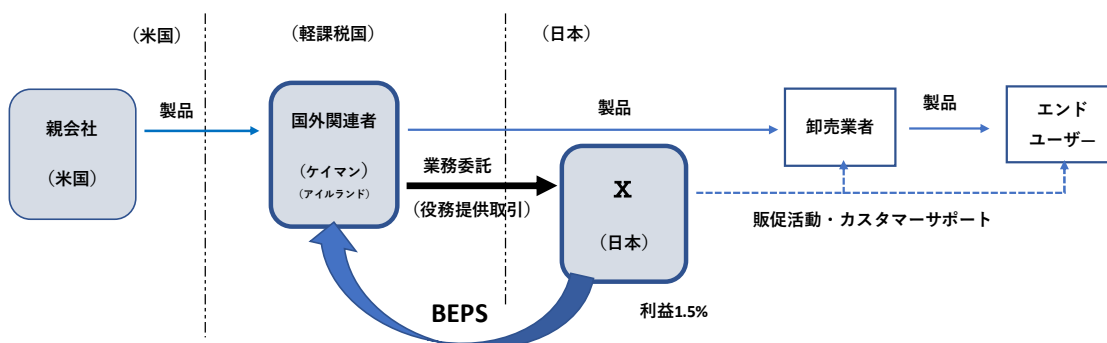 （米国）
（軽課税国）
（日本）
親会社
（米国）
製品
国外関連者
（ケイマン）
（アイルランド）
製品
卸売業者
製品
エンド
ユーザー
業務委託
（役務提供取引）
X
（日本）
販促活動・カスタマーサポート
BEPS
利益1.5%